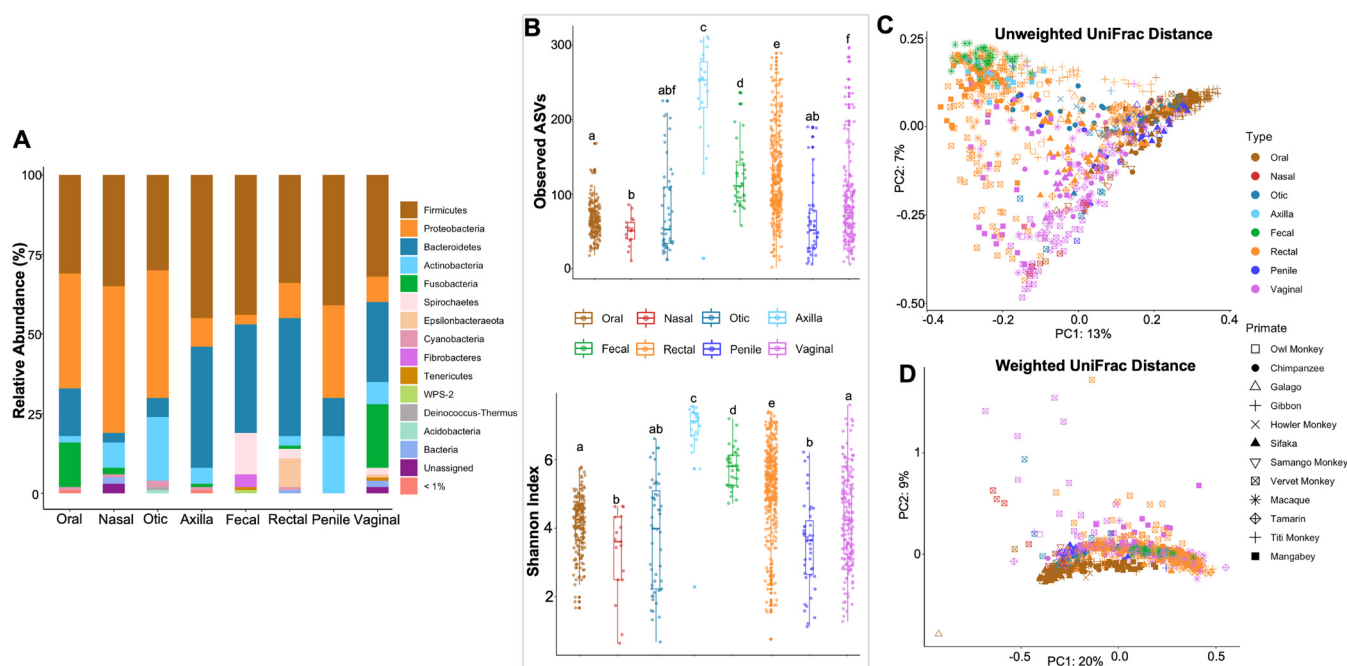 A
Relative Abundance (%)
100
75
50
25
0
Oral Nasal Otic Axilla Fecal Rectal Penile Vaginal
Firmicutes
Proteobacteria
Bacteroidetes
Actinobacteria
Fusobacteria
Spirochaetes
Epsilonbacteraeota
Cyanobacteria
Fibrobacteres
Tenericutes
WPS-2
Deinococcus-Thermus
Acidobacteria
Bacteria
Unassigned
< 1%
B
Observed ASVs
300
200
100
0
a b abf c d e ab f
Oral Nasal Otic Axilla
Fecal Rectal Penile Vaginal
Shannon Index
6
4
2
a b ab c d e b a
C
Unweighted UniFrac Distance
PC2: 7%
0.25
0.00
-0.25
-0.50
-0.4 -0.2 0.0 0.2 0.4
PC1: 13%
Type
Oral
Nasal
Otic
Axilla
Fecal
Rectal
Penile
Vaginal
D
Weighted UniFrac Distance
PC2: 9%
1
0
-0.5 0.0 0.5
PC1: 20%
Primate
Owl Monkey
Chimpanzee
Galago
Gibbon
Howler Monkey
Sifaka
Samango Monkey
Vervet Monkey
Macaque
Tamarin
Titi Monkey
Mangabey